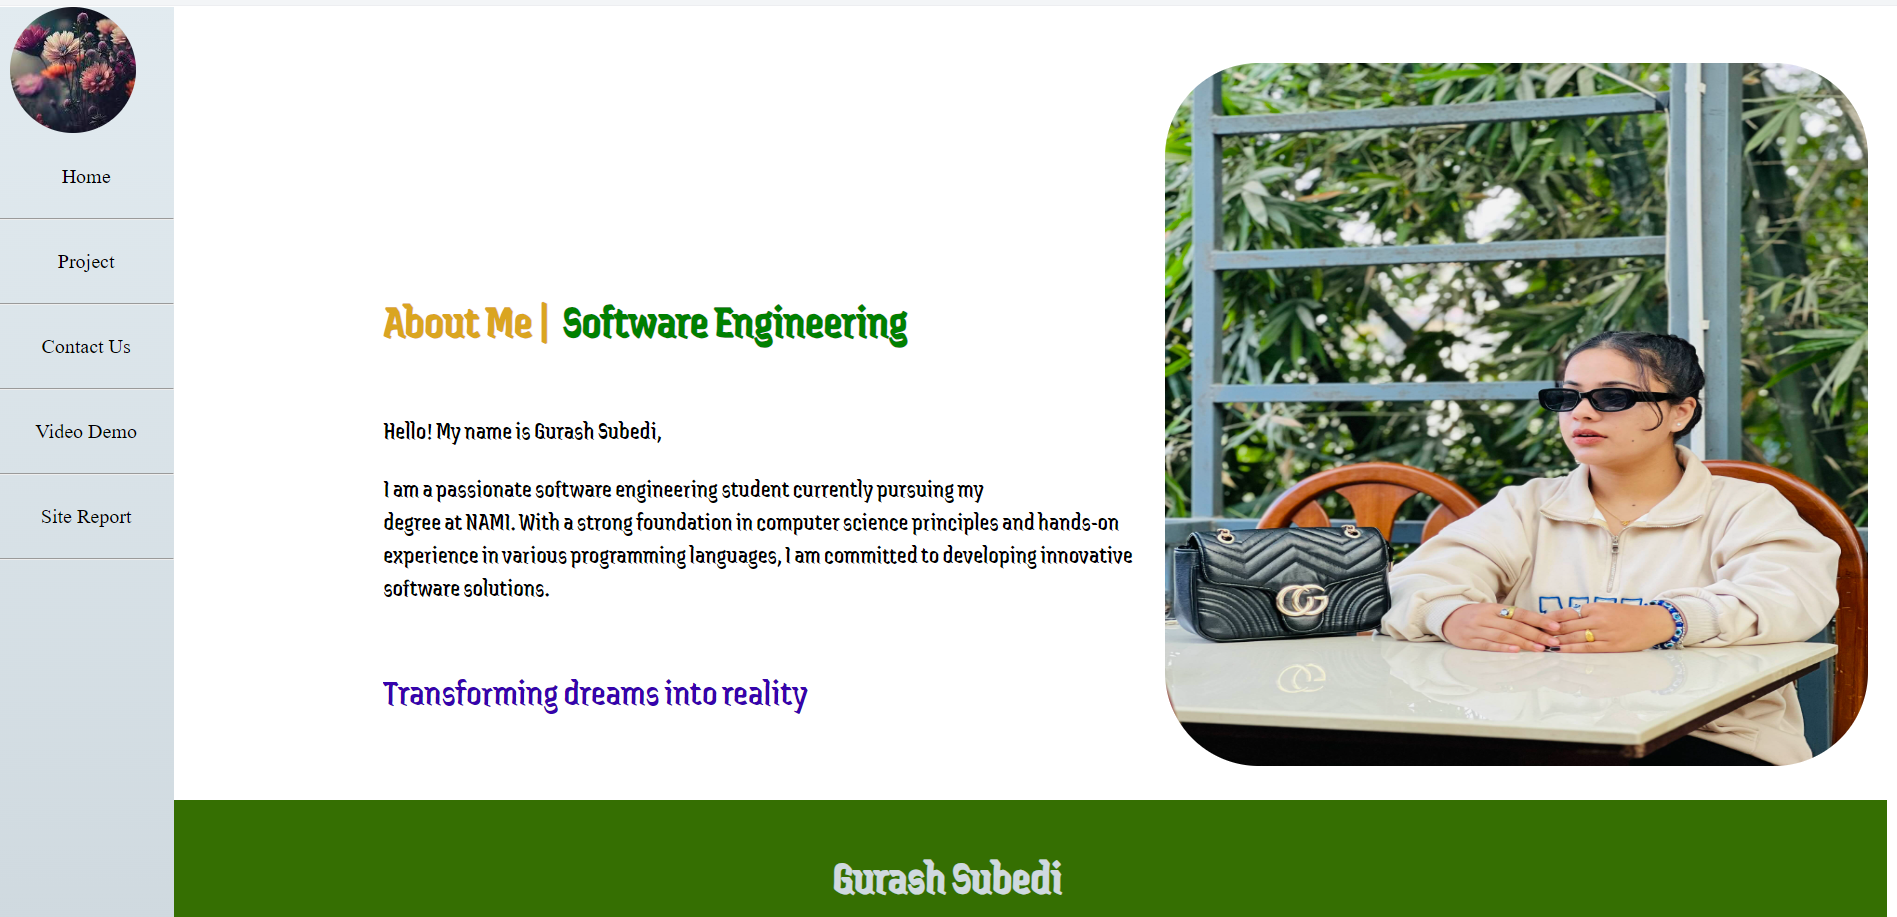 Home
Project
Contact Us
Video Demo
Site Report
About Me | Software Engineering
Hello! My name is Gurash Subedi,
I am a passionate software engineering student currently pursuing my
degree at NAMI. With a strong foundation in computer science principles and hands-on
experience in various programming languages, I am committed to developing innovative
software solutions.
Transforming dreams into reality
Gurash Subedi